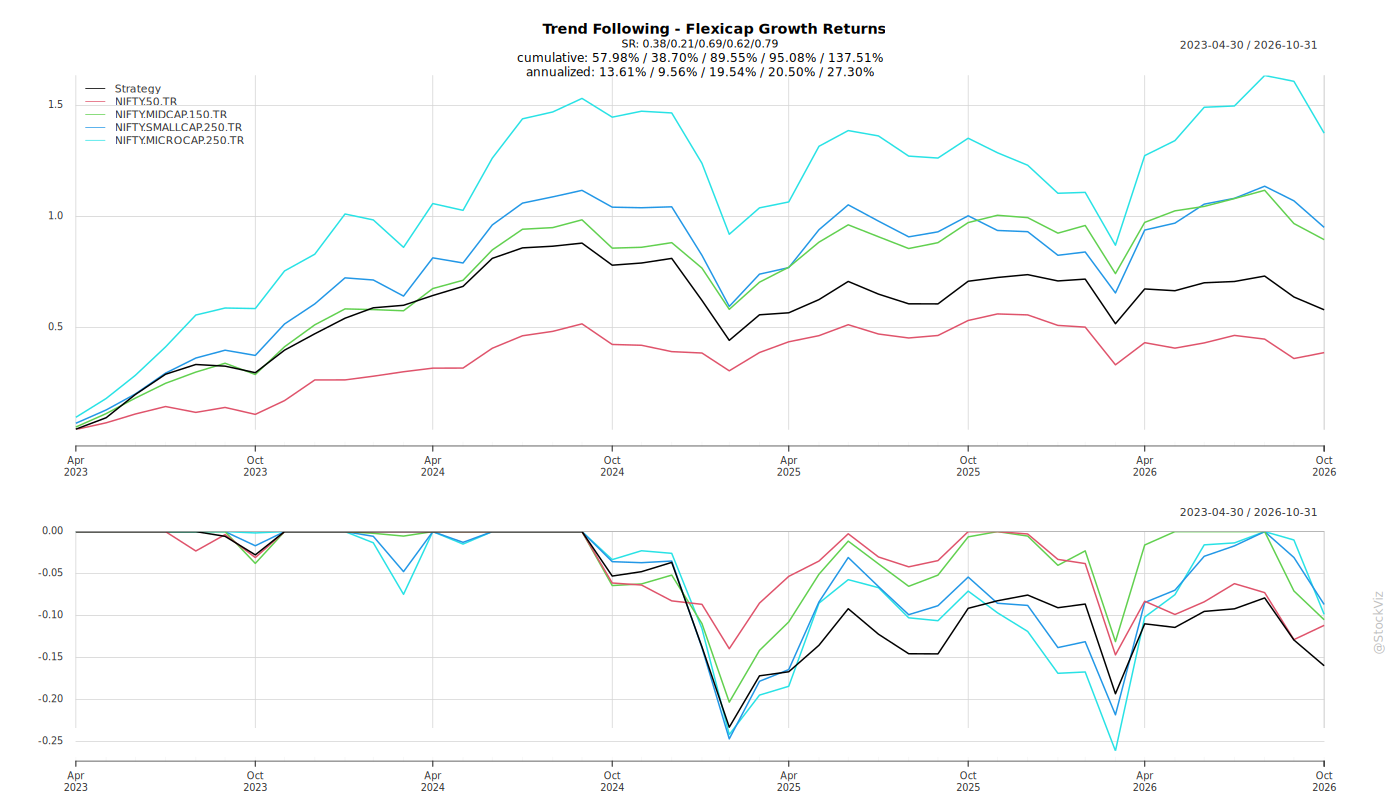 Trend Following - Flexicap Growth Returns
SR: 0.38/0.21/0.69/0.62/0.79
cumulative: 57.98% / 38.70% / 89.55% / 95.08% / 137.51%
annualized: 13.61% / 9.56% / 19.54% / 20.50% / 27.30%
2023-04-30 / 2026-10-31
Strategy
NIFTY.50.TR
NIFTY.MIDCAP.150.TR
NIFTY.SMALLCAP.250.TR
NIFTY.MICROCAP.250.TR
1.5
1.0
0.5
Apr Oct Apr Oct Apr Oct Apr Oct
2023 2023 2024 2024 2025 2025 2026 2026
2023-04-30 / 2026-10-31
0.00
-0.05
-0.10
-0.15
-0.20
-0.25
Apr Oct Apr Oct Apr Oct Apr Oct
2023 2023 2024 2024 2025 2025 2026 2026
@StockViz